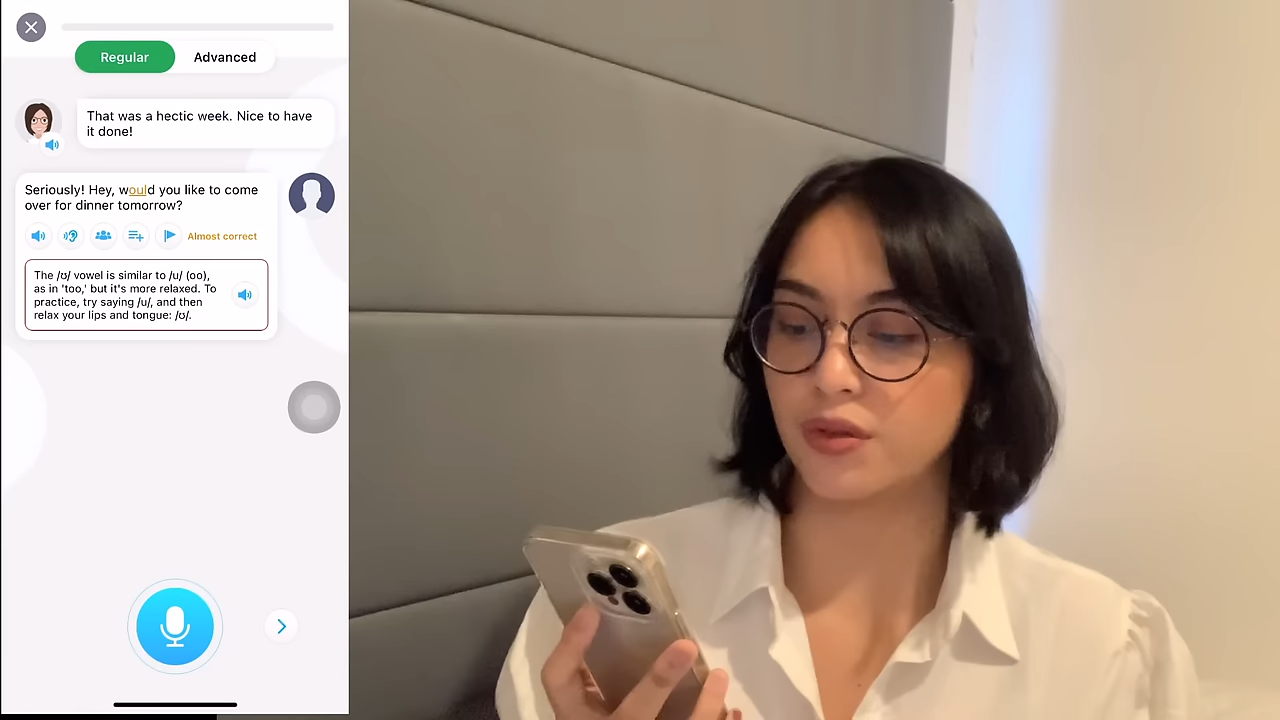 Regular
Advanced
That was a hectic week. Nice to have
it done!
Seriously! Hey, would you like to come
over for dinner tomorrow?
Almost correct
The /ʊ/ vowel is similar to /u/ (oo),
as in 'too,' but it's more relaxed. To
practice, try saying /u/, and then
relax your lips and tongue: /ʊ/.